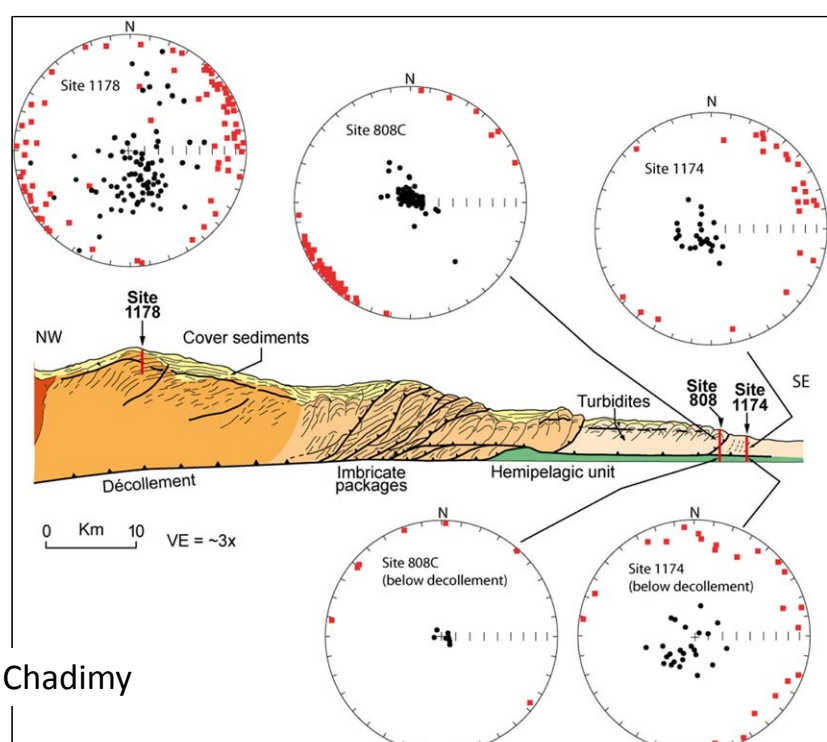 N
Site 1178
N
Site 808C
N
Site 1174
Site
1178
NW
Cover sediments
Turbidites
Site
808
Site
1174
SE
Décollement
Imbricate
packages
Hemipelagic unit
0 Km 10
VE = ~3x
N
Site 808C
(below decollement)
N
Site 1174
(below decollement)
Chadimy